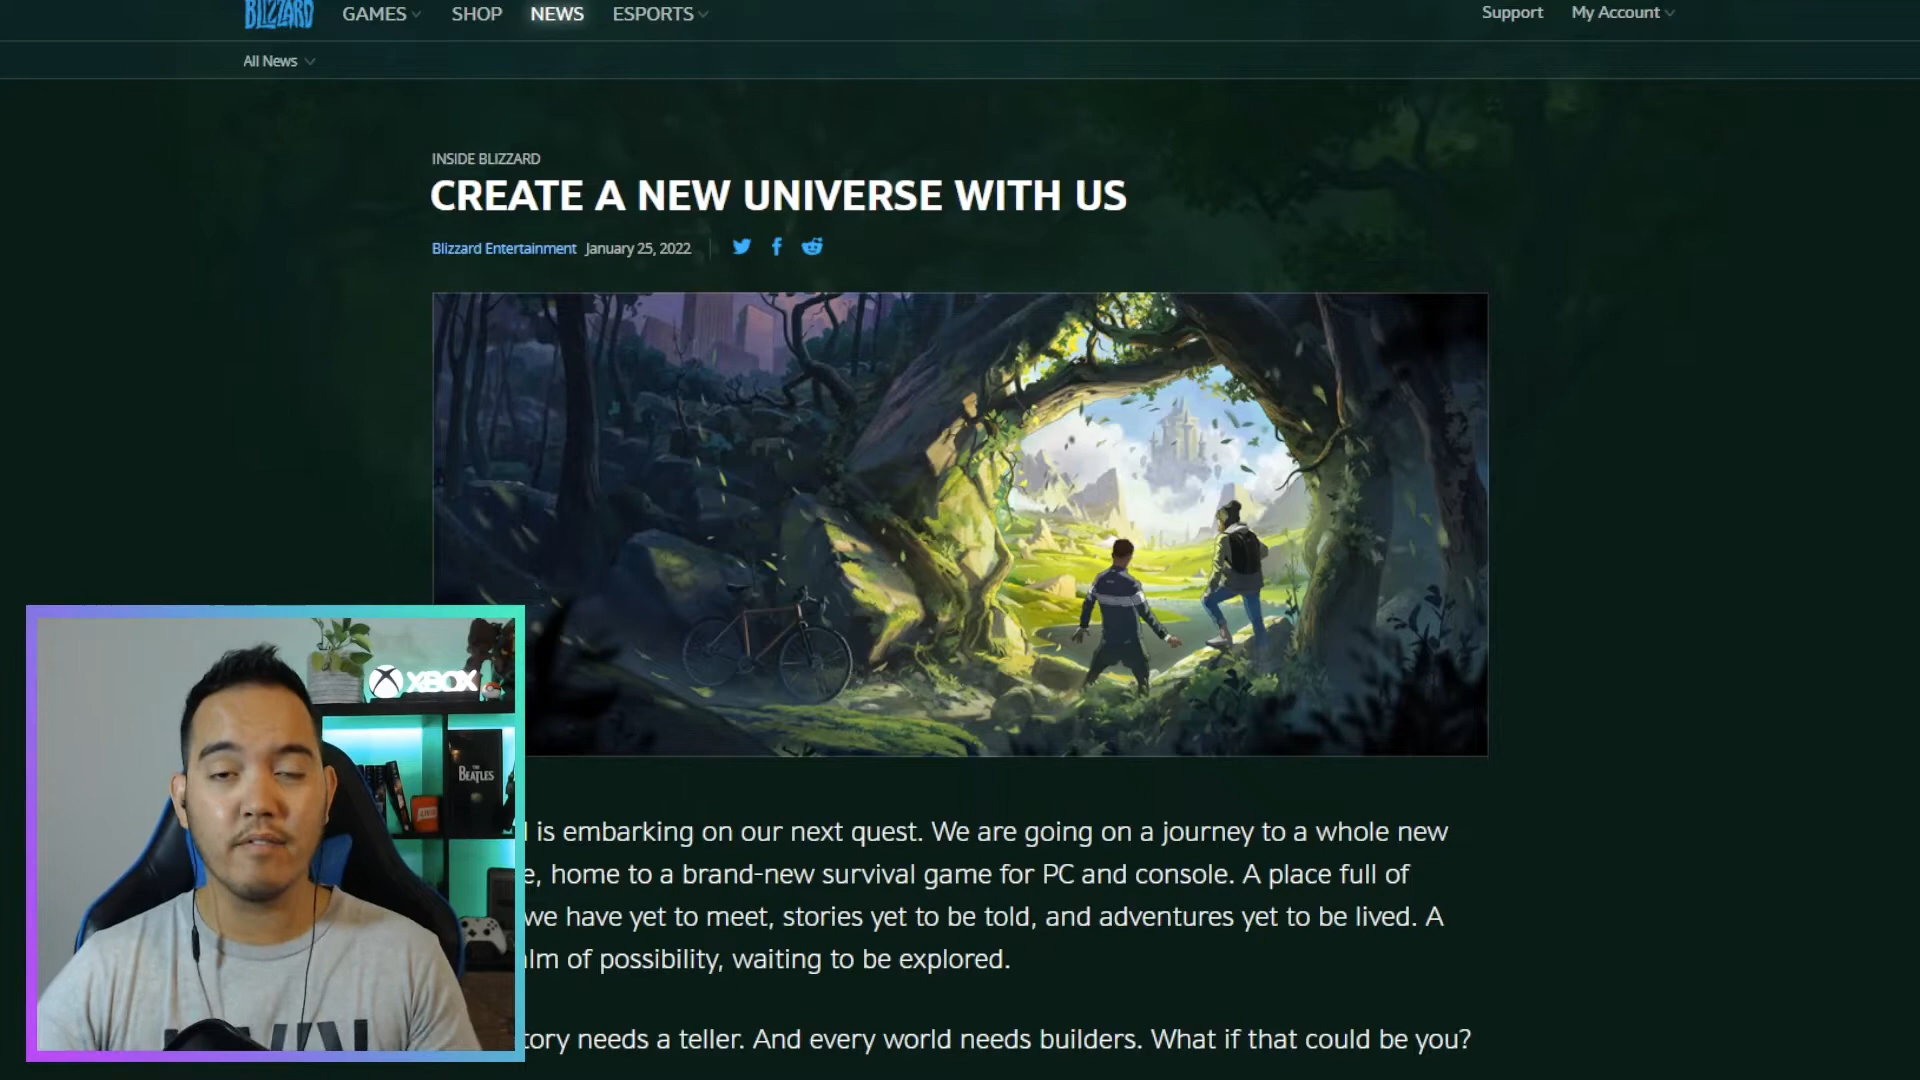 BLIZZARD
GAMES
SHOP
NEWS
ESPORTS
Support
My Account
All News
INSIDE BLIZZARD
CREATE A NEW UNIVERSE WITH US
Blizzard Entertainment January 25, 2022
XBOX
THE
BEATLES
is embarking on our next quest. We are going on a journey to a whole new
e, home to a brand-new survival game for PC and console. A place full of
we have yet to meet, stories yet to be told, and adventures yet to be lived. A
lm of possibility, waiting to be explored.
tory needs a teller. And every world needs builders. What if that could be you?